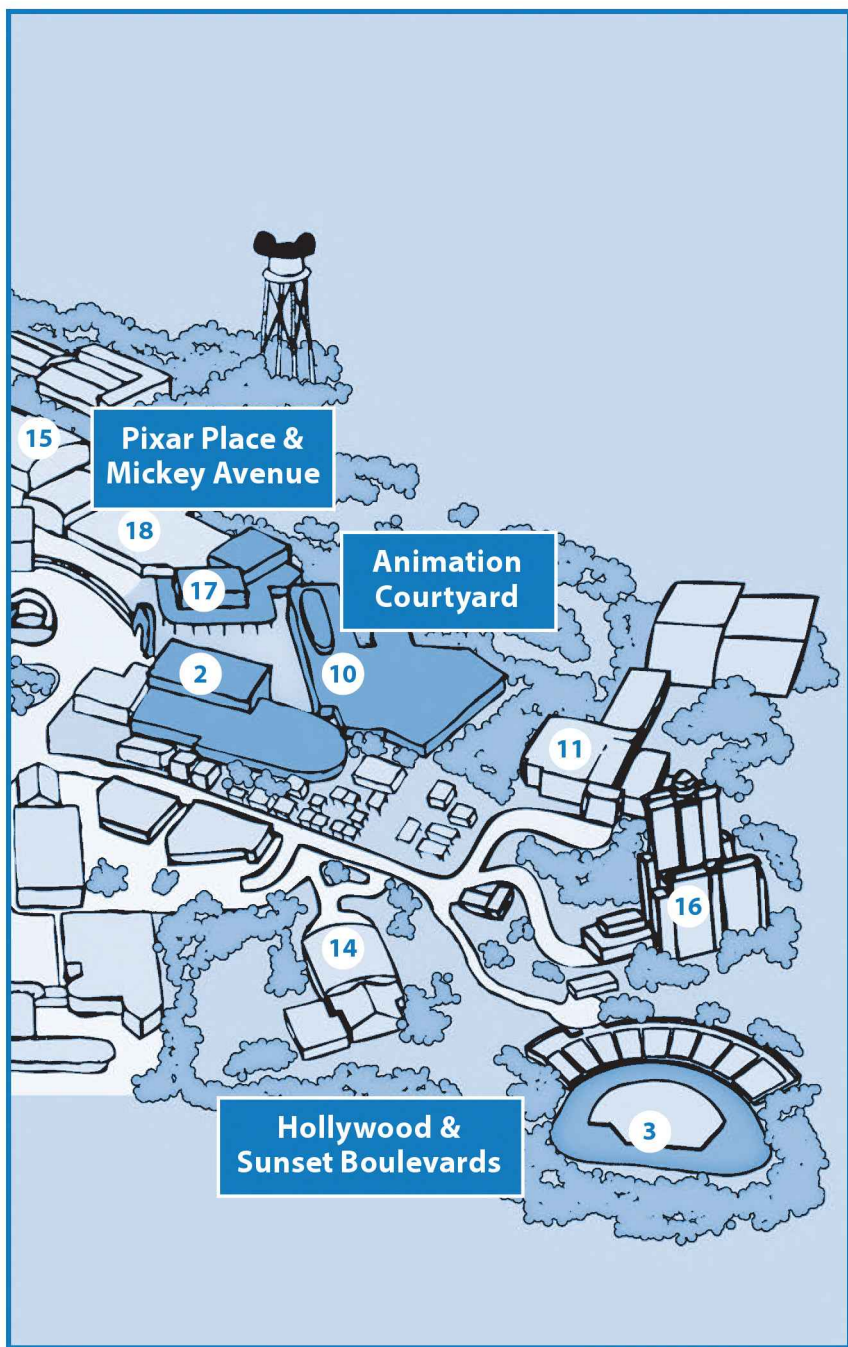 15
Pixar Place &
Mickey Avenue
18
Animation
Courtyard
17
2
10
11
16
14
Hollywood &
Sunset Boulevards
3